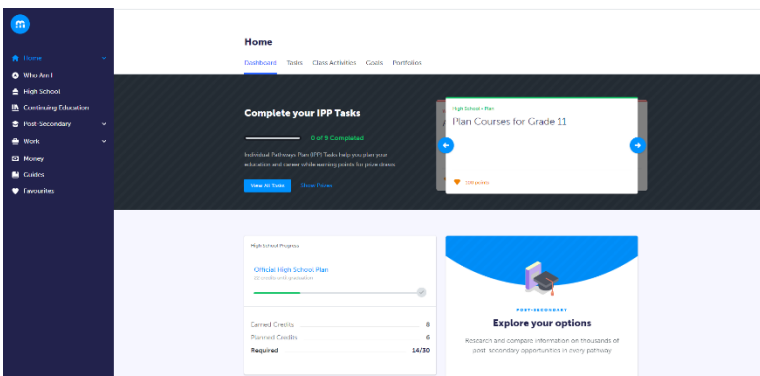 m
Home
Who Am I
High School
Continuing Education
Post-Secondary
Work
Money
Guides
Favourites
Home
Dashboard Tasks Class Activities Goals Portfolios
Complete your IPP Tasks
0 of 9 Completed
Individual Pathways Plan (IPP) Tasks help you plan your
education and career while earning points for prize draws.
View All Tasks
High School • Plan
Plan Courses for Grade 11
points
High School Progress
Official High School Plan
credits until graduation
Earned Credits 8
Planned Credits 6
Required 14/30
POST-SECONDARY
Explore your options
Research and compare information on thousands of
post-secondary opportunities in every pathway